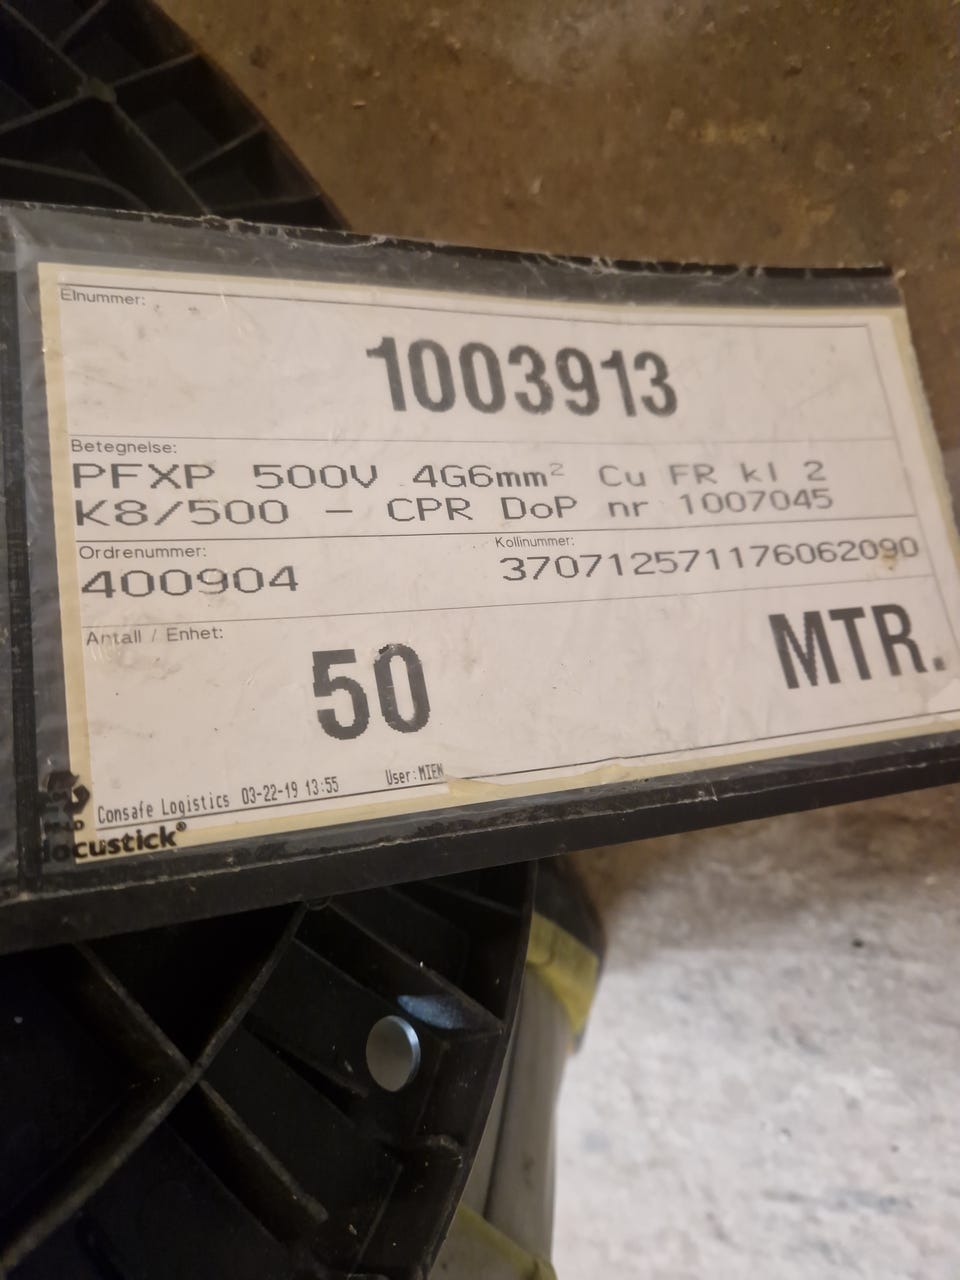 Elnummer:
1003913
Betegnelse:
PFXP 500V 4G6mm² Cu FR kl 2
K8/500 - CPR DoP nr 1007045
Ordrenummer:
400904
Kollinummer:
370712571176062090
Antall / Enhet:
50 MTR.
Consafe Logistics 03-22-19 13:55 User:MIEN
docustick®